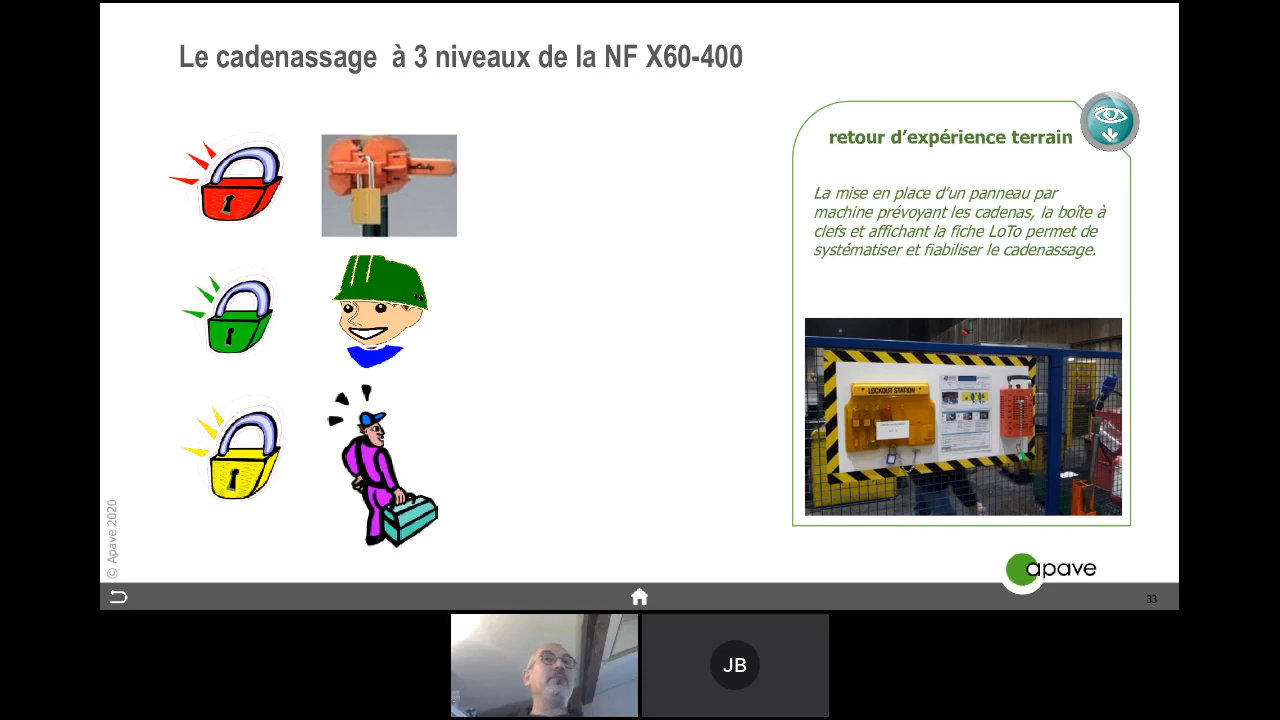 Le cadenassage à 3 niveaux de la NF X60-400
retour d'expérience terrain
La mise en place d'un panneau par
machine prévoyant les cadenas, la boîte à
clefs et affichant la fiche LoTo permet de
systématiser et fiabiliser le cadenassage.
LOCKOUT STATION
© Apave 2020
apave
33
JB